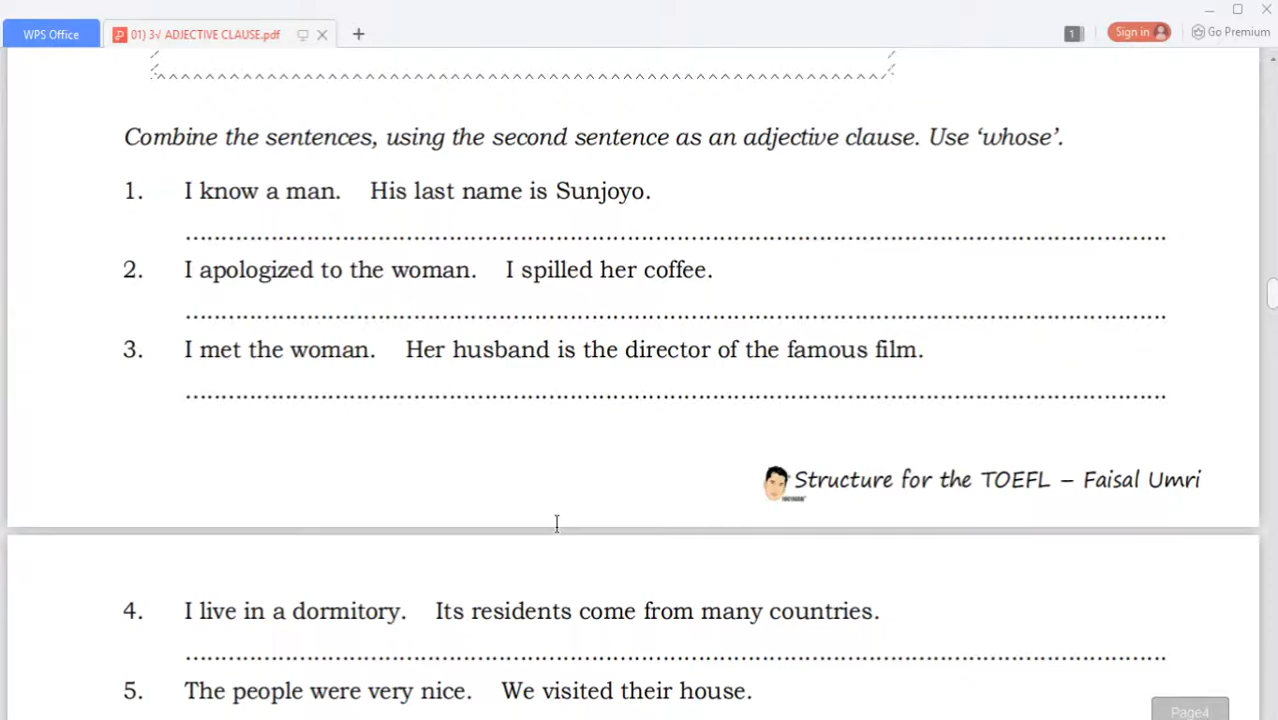 WPS Office
01) 3√ ADJECTIVE CLAUSE.pdf
1
Sign in
Go Premium
Combine the sentences, using the second sentence as an adjective clause. Use ‘whose’.
1. I know a man. His last name is Sunjoyo.
2. I apologized to the woman. I spilled her coffee.
3. I met the woman. Her husband is the director of the famous film.
Structure for the TOEFL – Faisal Umri
4. I live in a dormitory. Its residents come from many countries.
5. The people were very nice. We visited their house.
Page4